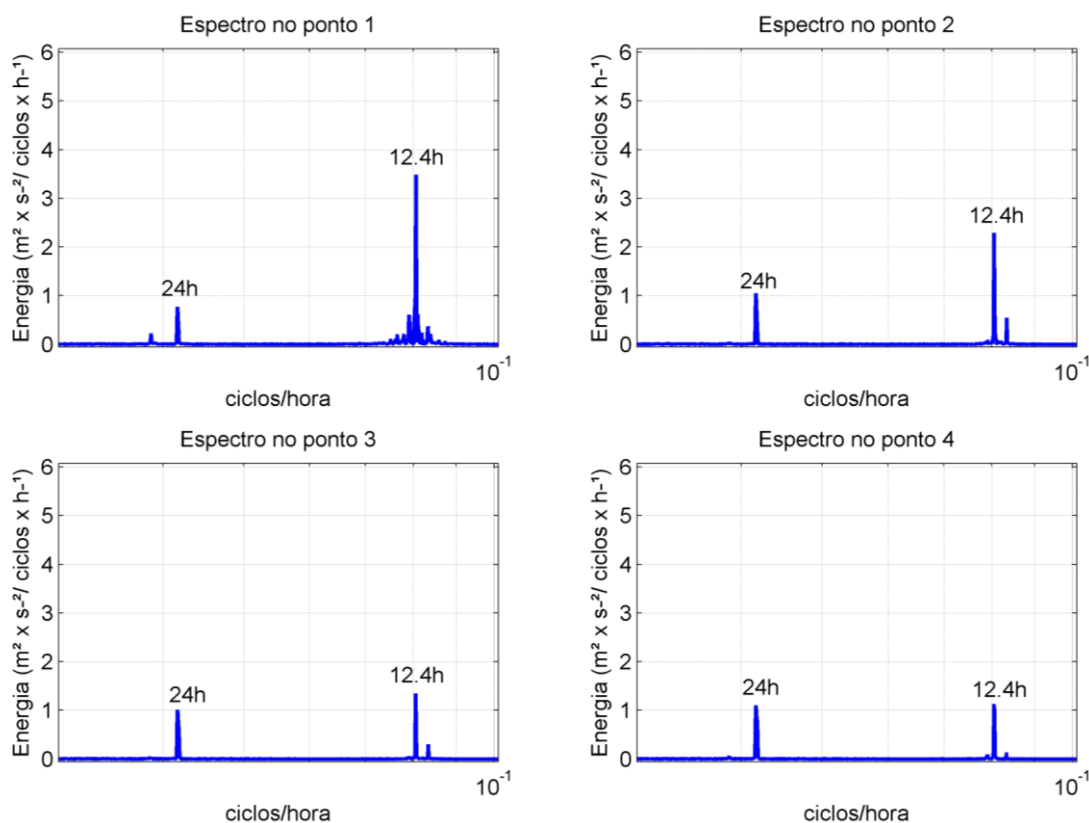 Espectro no ponto 1
Energia (m² x s-²/ ciclos x h-¹)
6
5
4
3
2
1
0
24h
12.4h
10-1
ciclos/hora
Espectro no ponto 2
Energia (m² x s-²/ ciclos x h-¹)
6
5
4
3
2
1
0
24h
12.4h
10-1
ciclos/hora
Espectro no ponto 3
Energia (m² x s-²/ ciclos x h-¹)
6
5
4
3
2
1
0
24h
12.4h
10-1
ciclos/hora
Espectro no ponto 4
Energia (m² x s-²/ ciclos x h-¹)
6
5
4
3
2
1
0
24h
12.4h
10-1
ciclos/hora